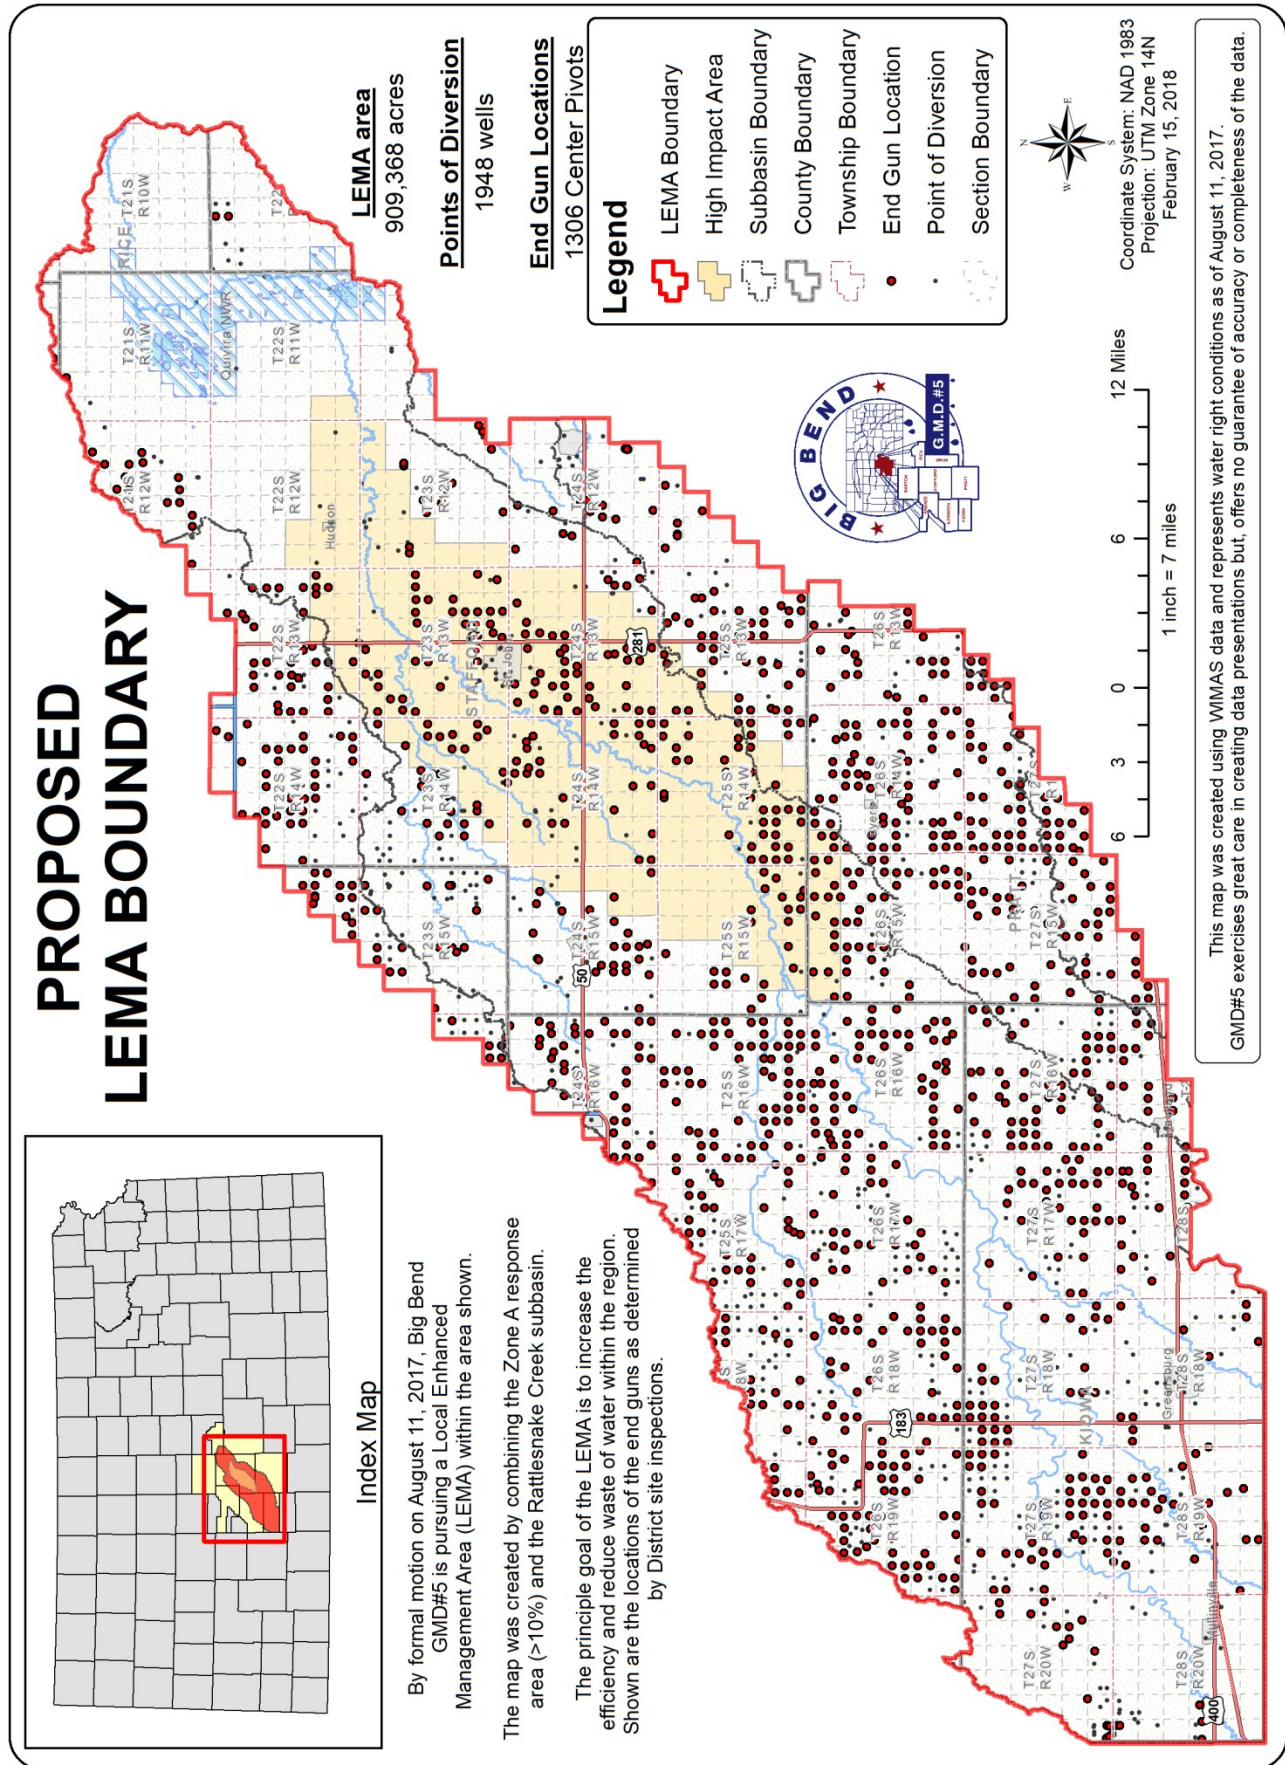 PROPOSED
LEMA BOUNDARY
Index Map
By formal motion on August 11, 2017, Big Bend
GMD#5 is pursuing a Local Enhanced
Management Area (LEMA) within the area shown.
The map was created by combining the Zone A response
area (>10%) and the Rattlesnake Creek subbasin.
The principle goal of the LEMA is to increase the
efficiency and reduce waste of water within the region.
Shown are the locations of the end guns as determined
by District site inspections.
LEMA area
909,368 acres
Points of Diversion
1948 wells
End Gun Locations
1306 Center Pivots
Legend
LEMA Boundary
High Impact Area
Subbasin Boundary
County Boundary
Township Boundary
End Gun Location
Point of Diversion
Section Boundary
T21S
R12W
T21S
R11W
RICE
T21S
R10W
Quivira NWR
T22S
R14W
T22S
R13W
T22S
R12W
Hudson
T22S
R11W
T22
T23S
R15W
T23S
R14W
T23S
R13W
T23S
R12W
STAFFORD
St. John
T24S
R16W
50
T24S
R15W
T24S
R14W
T24S
R13W
T24S
R12W
281
8W
T25S
R17W
T25S
R16W
T25S
R15W
T25S
R14W
T25S
R13W
T26S
R19W
183
T26S
R18W
T26S
R17W
T26S
R16W
T26S
R15W
T26S
R14W
T26S
R13W
T27S
R20W
T27S
R19W
KIOWA
T27S
R18W
T27S
R17W
T27S
R16W
PRATT
T27S
R15W
T27S
R1
T28S
R20W
400
Mullinville
T28S
R19W
Greensburg
T28S
R18W
T28S
BIG BEND
G.M.D.#5
6 3 0 6 12 Miles
1 inch = 7 miles
N
W E
S
Coordinate System: NAD 1983
Projection: UTM Zone 14N
February 15, 2018
This map was created using WIMAS data and represents water right conditions as of August 11, 2017.
GMD#5 exercises great care in creating data presentations but, offers no guarantee of accuracy or completeness of the data.